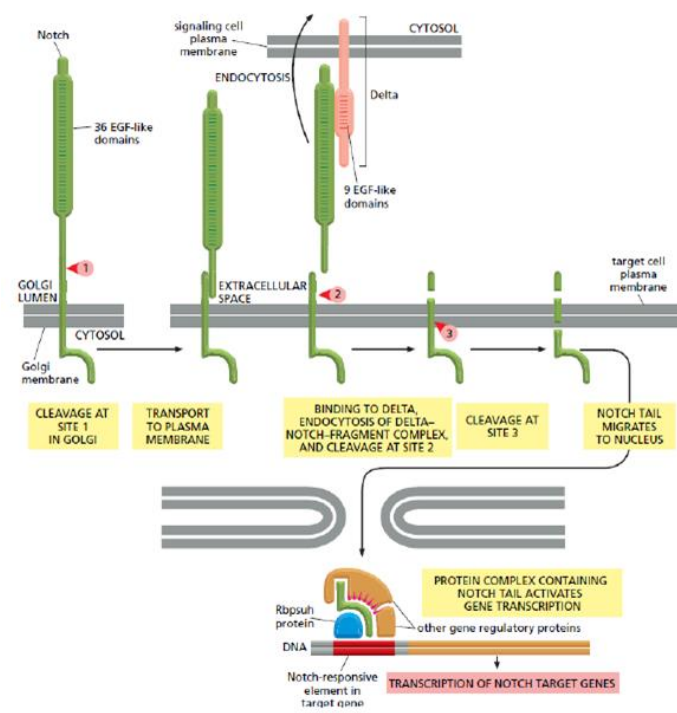 Notch
signaling cell
plasma
membrane
CYTOSOL
ENDOCYTOSIS
Delta
36 EGF-like
domains
9 EGF-like
domains
1
GOLGI
LUMEN
EXTRACELLULAR
SPACE
2
target cell
plasma
membrane
CYTOSOL
3
Golgi
membrane
CLEAVAGE AT
SITE 1
IN GOLGI
TRANSPORT
TO PLASMA
MEMBRANE
BINDING TO DELTA,
ENDOCYTOSIS OF DELTA–
NOTCH–FRAGMENT COMPLEX,
AND CLEAVAGE AT SITE 2
CLEAVAGE AT
SITE 3
NOTCH TAIL
MIGRATES
TO NUCLEUS
PROTEIN COMPLEX CONTAINING
NOTCH TAIL ACTIVATES
GENE TRANSCRIPTION
Rbpsuh
protein
other gene regulatory proteins
DNA
Notch-responsive
element in
target gene
TRANSCRIPTION OF NOTCH TARGET GENES